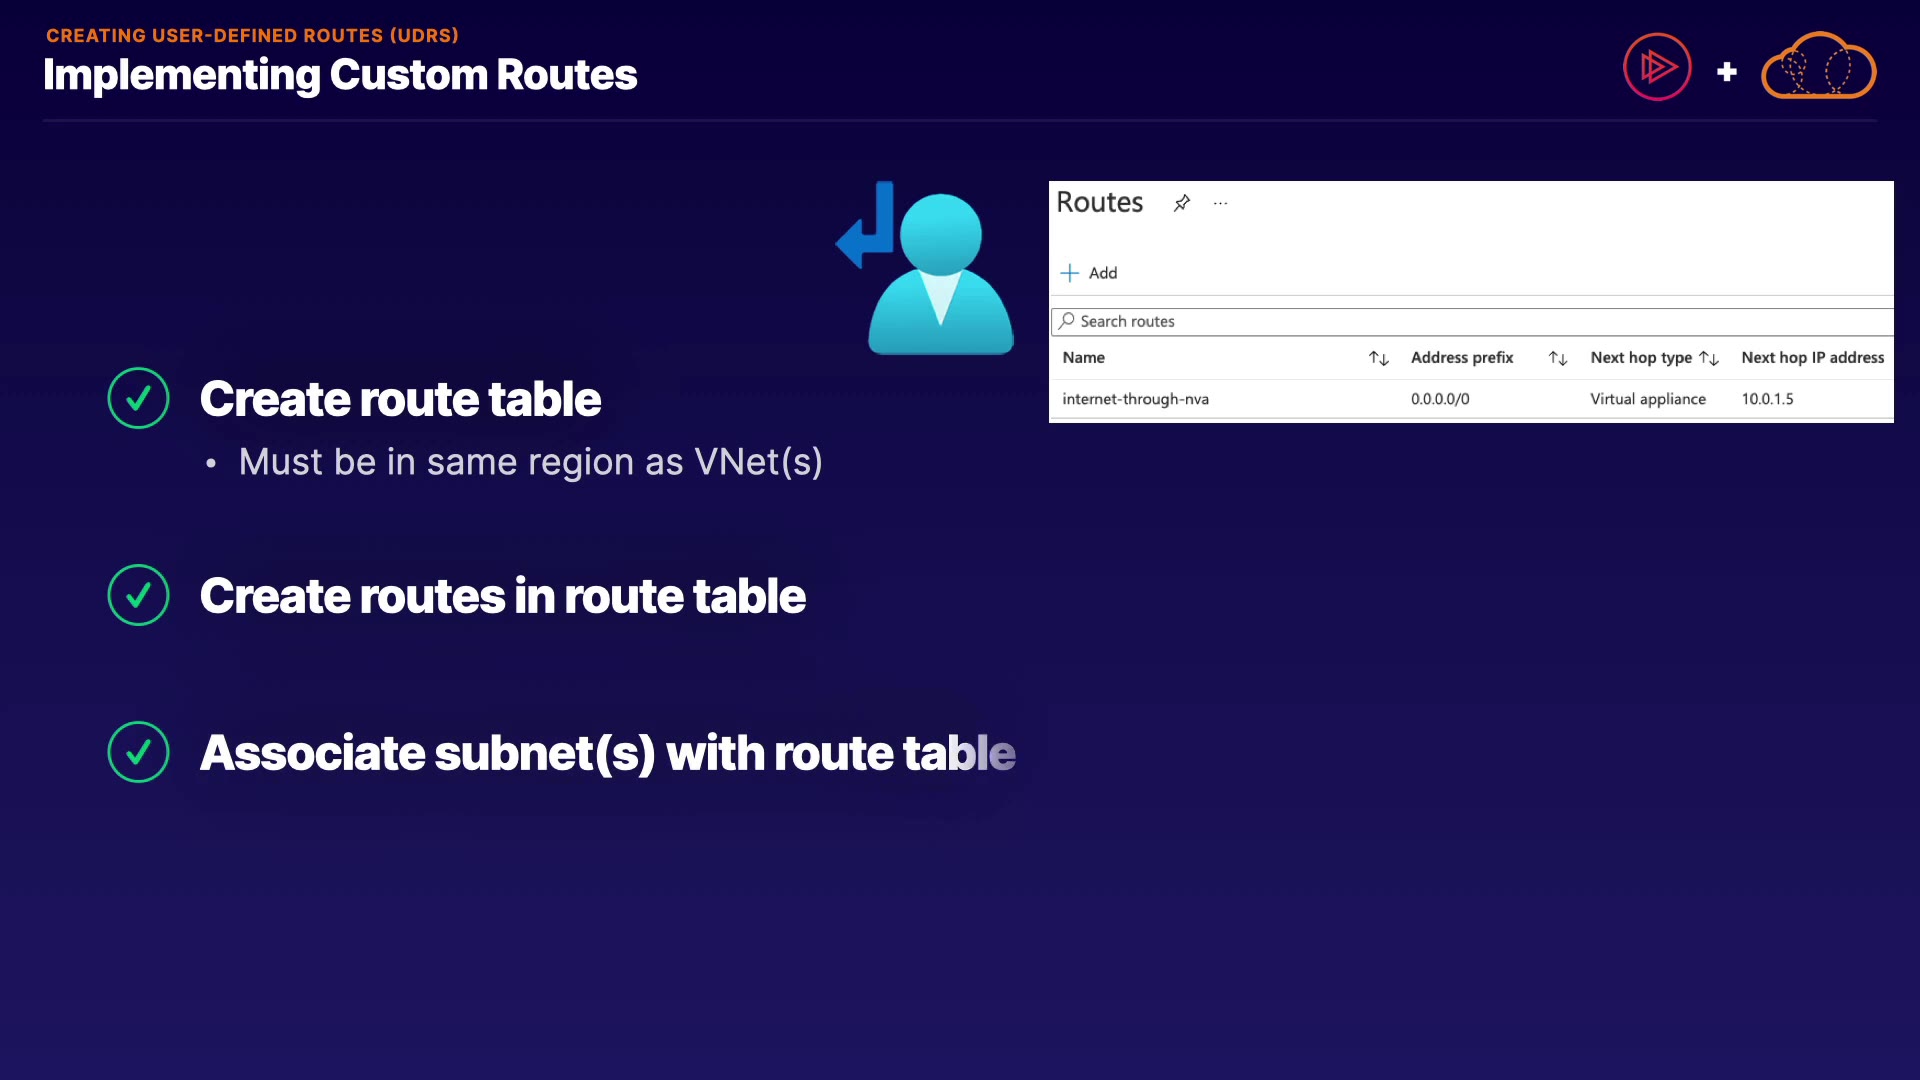 CREATING USER-DEFINED ROUTES (UDRS)
Implementing Custom Routes
Routes
Add
Search routes
Name Address prefix Next hop type Next hop IP address
internet-through-nva 0.0.0.0/0 Virtual appliance 10.0.1.5
Create route table
• Must be in same region as VNet(s)
Create routes in route table
Associate subnet(s) with route table